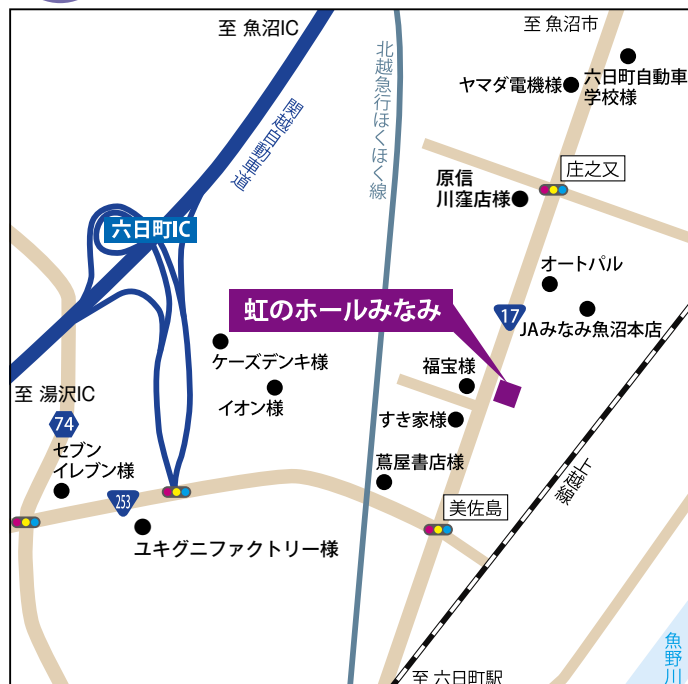 至 魚沼IC
至 魚沼市
北越急行ほくほく線
ヤマダ電機様
六日町自動車
学校様
関越自動車道
庄之又
原信
川窪店様
六日町IC
オートパル
虹のホールみなみ
17
JAみなみ魚沼本店
ケーズデンキ様
福宝様
至 湯沢IC
イオン様
すき家様
74
セブン
イレブン様
蔦屋書店様
上越線
253
美佐島
ユキグニファクトリー様
魚野川
至 六日町駅